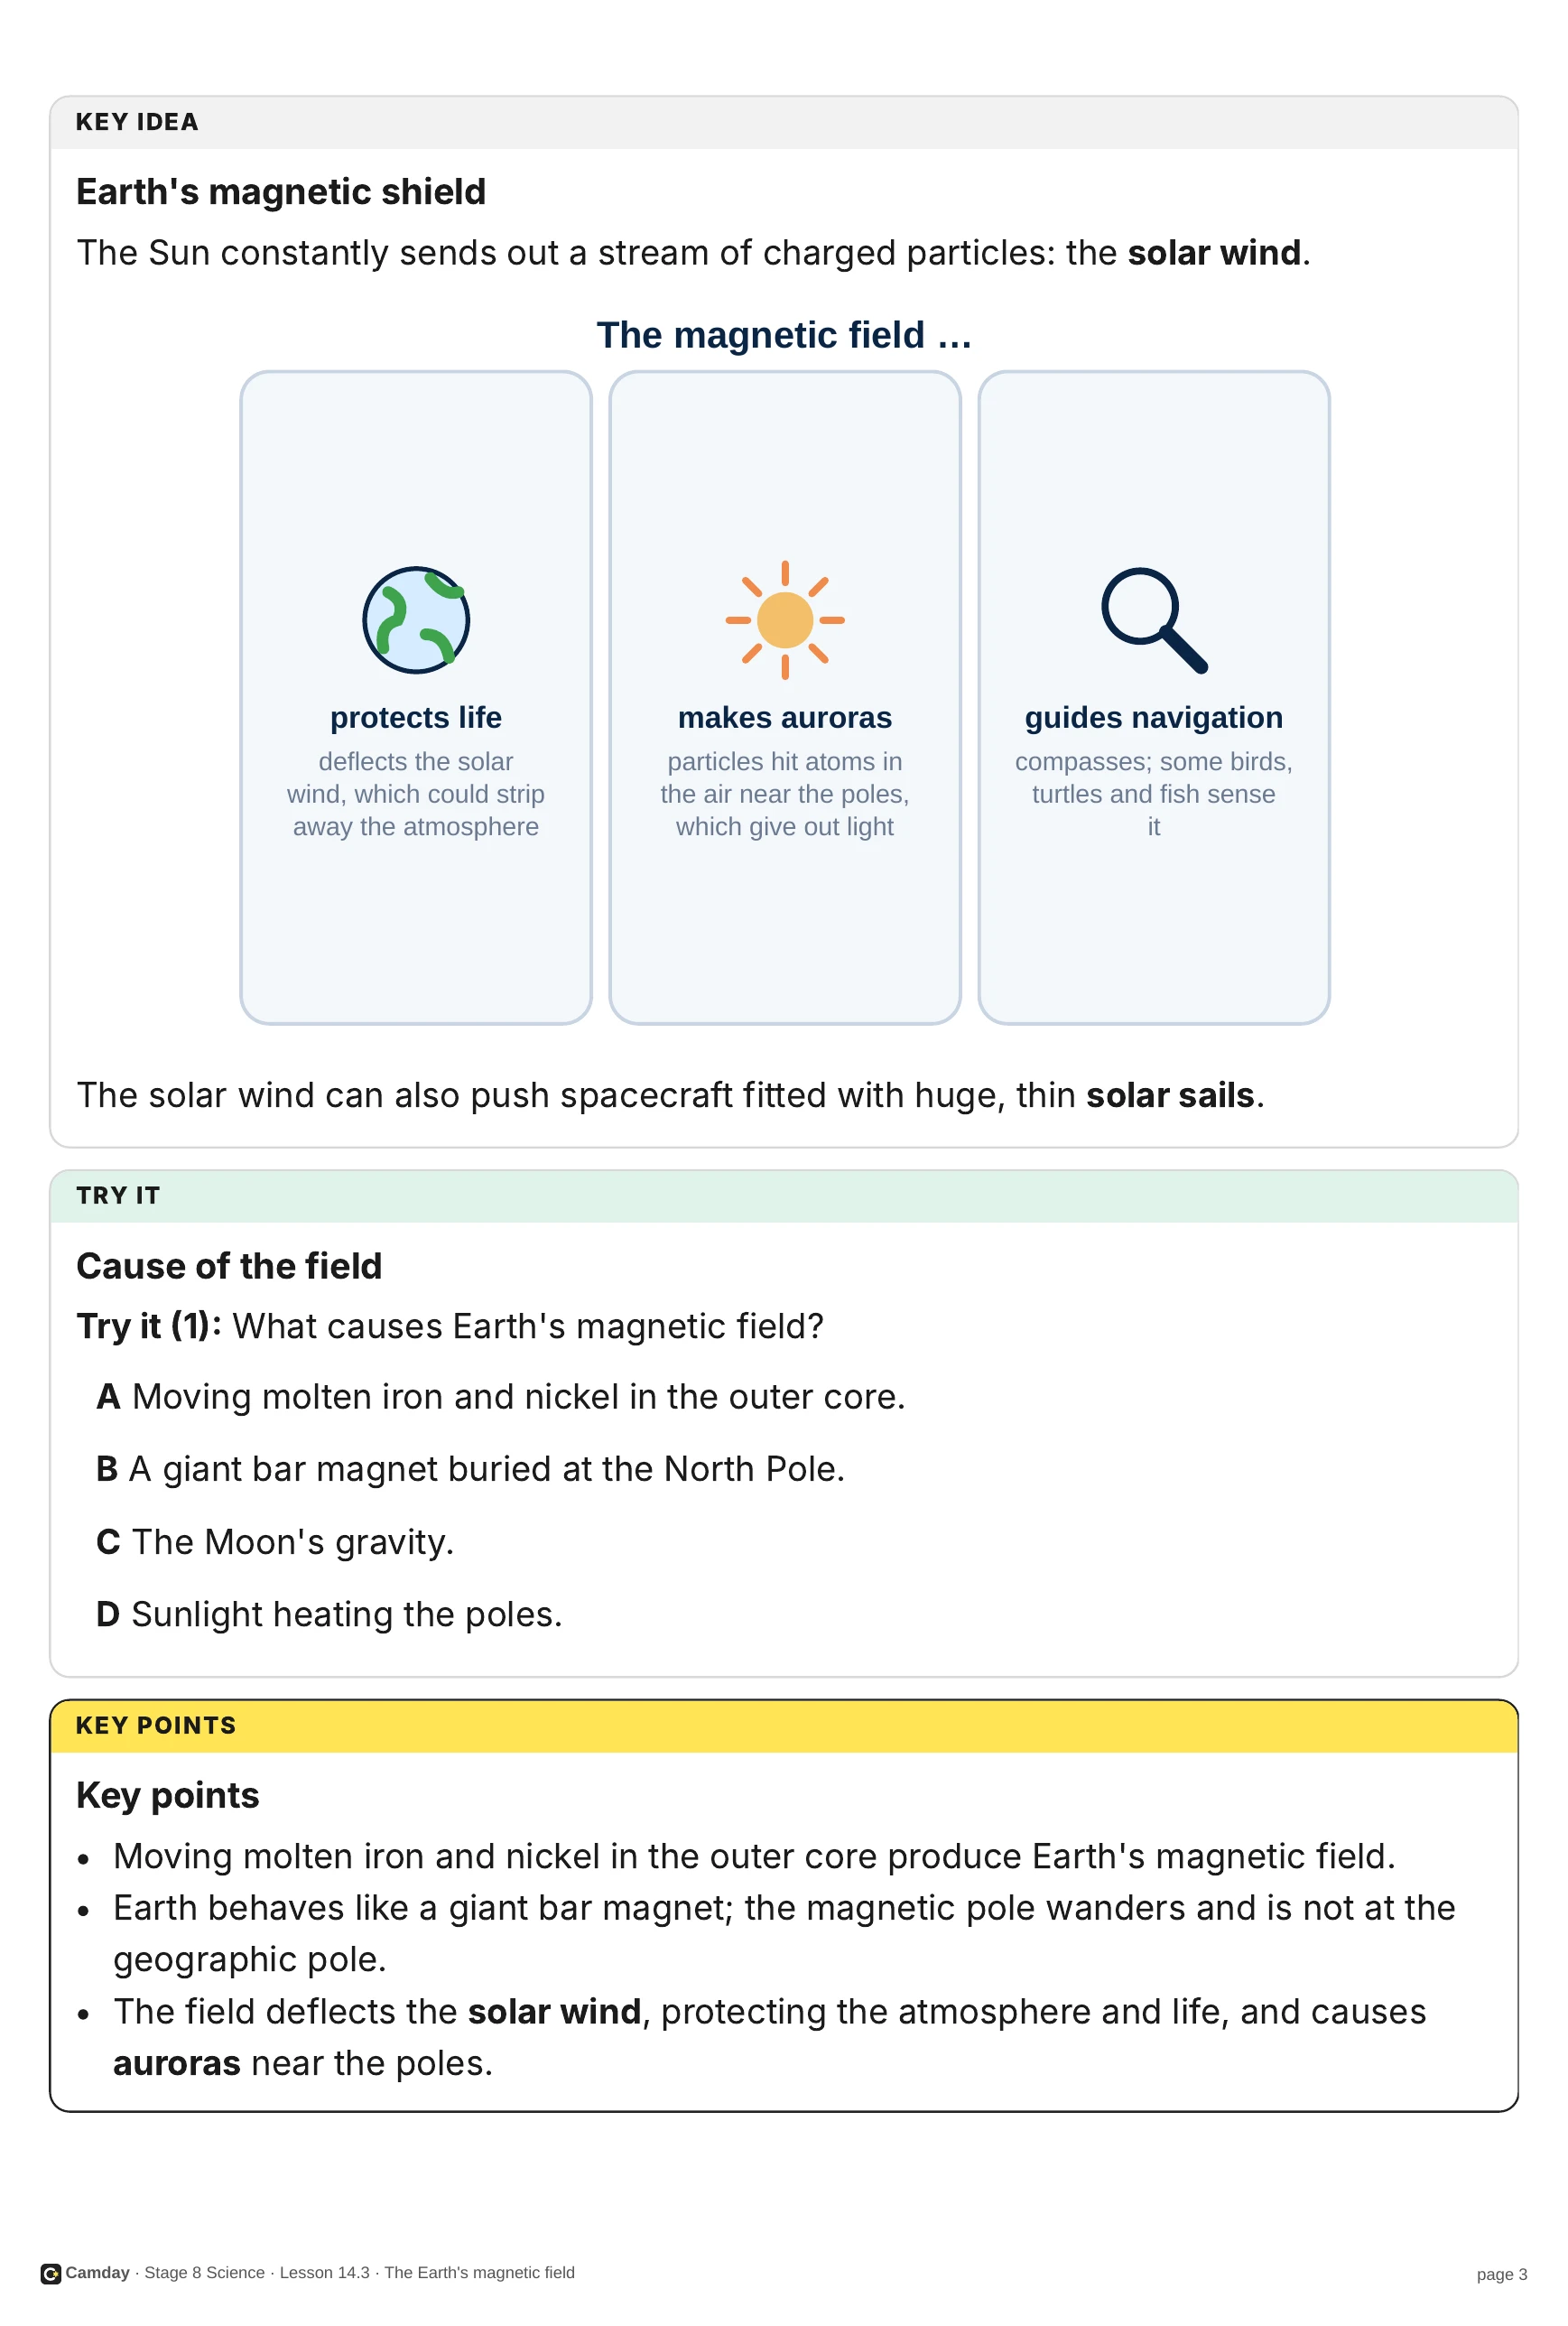 KEY IDEA
Earth's magnetic shield
The Sun constantly sends out a stream of charged particles: the solar wind.
The magnetic field …
protects life
deflects the solar
wind, which could strip
away the atmosphere
makes auroras
particles hit atoms in
the air near the poles,
which give out light
guides navigation
compasses; some birds,
turtles and fish sense
it
The solar wind can also push spacecraft fitted with huge, thin solar sails.
TRY IT
Cause of the field
Try it (1): What causes Earth's magnetic field?
A Moving molten iron and nickel in the outer core.
B A giant bar magnet buried at the North Pole.
C The Moon's gravity.
D Sunlight heating the poles.
KEY POINTS
Key points
• Moving molten iron and nickel in the outer core produce Earth's magnetic field.
• Earth behaves like a giant bar magnet; the magnetic pole wanders and is not at the
geographic pole.
• The field deflects the solar wind, protecting the atmosphere and life, and causes
auroras near the poles.
Camday · Stage 8 Science · Lesson 14.3 · The Earth's magnetic field
page 3